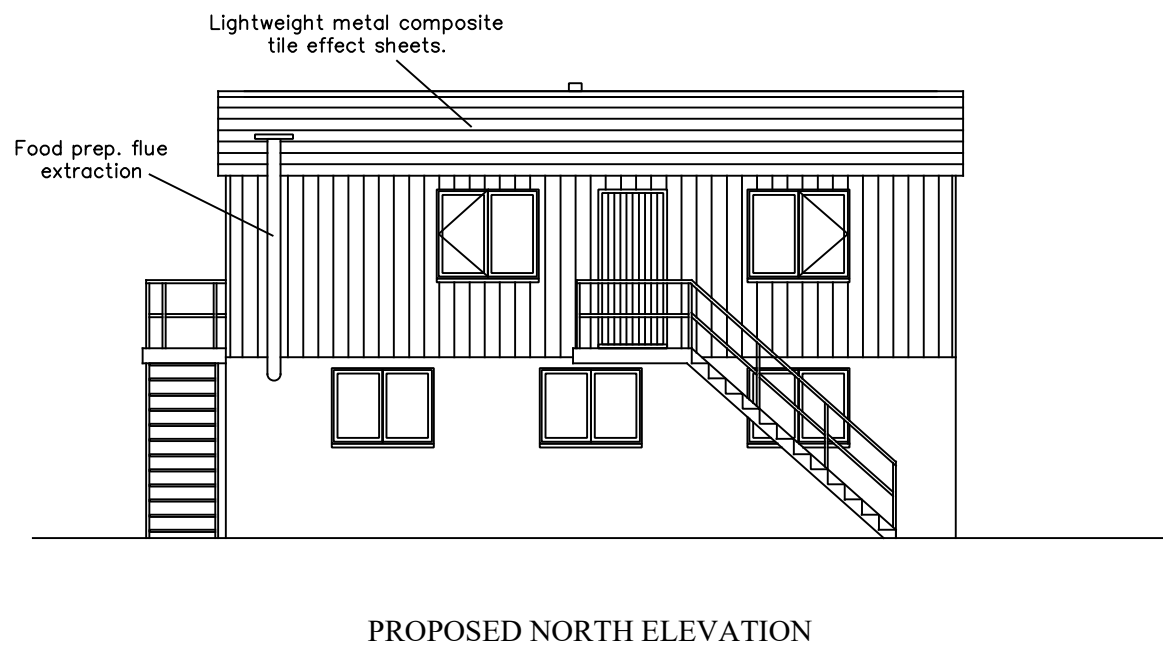 Lightweight metal composite
tile effect sheets.
Food prep. flue
extraction
PROPOSED NORTH ELEVATION